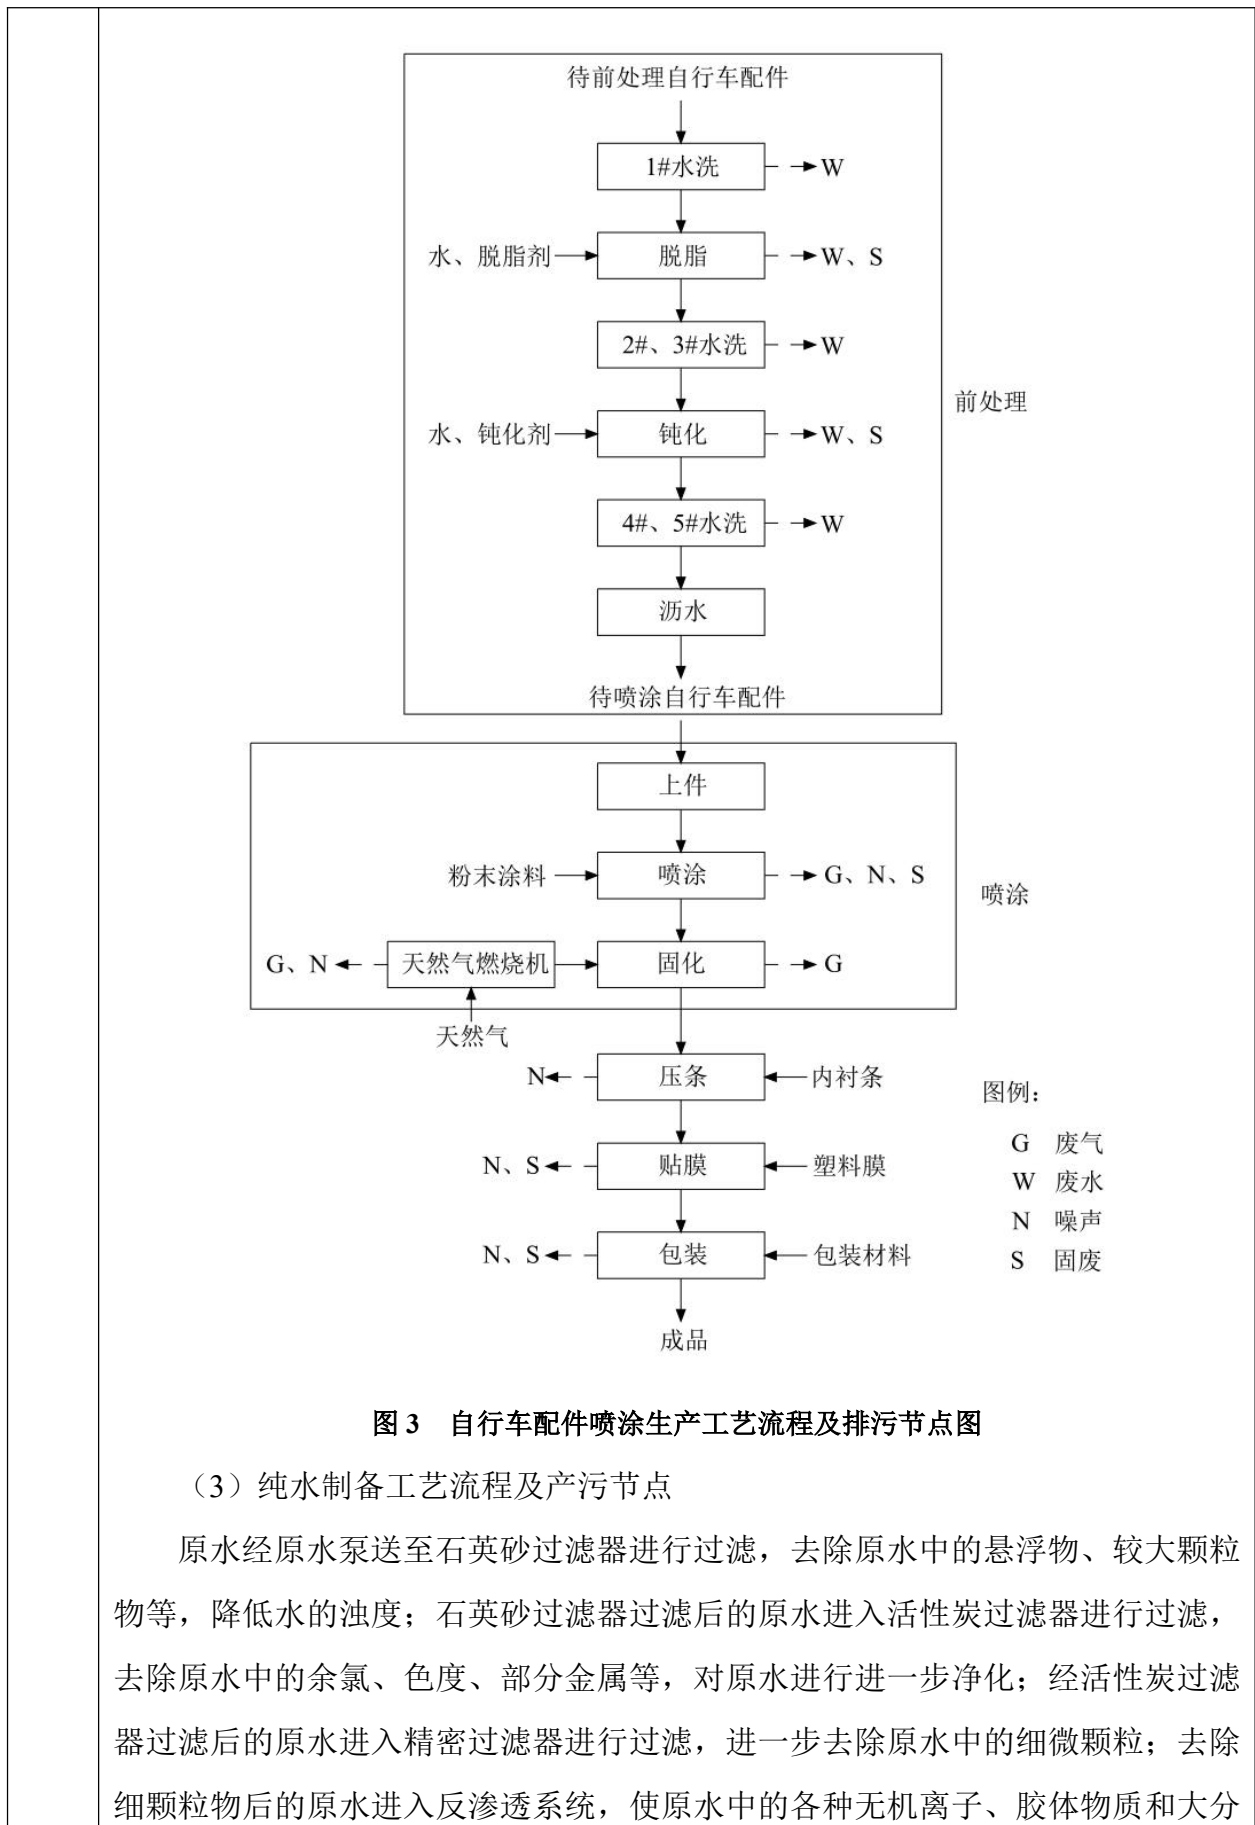 待前处理自行车配件
1#水洗 W
水、脱脂剂 脱脂 W、S
2#、3#水洗 W
前处理
水、钝化剂 钝化 W、S
4#、5#水洗 W
沥水
待喷涂自行车配件
上件
粉末涂料 喷涂 G、N、S
喷涂
G、N 天然气燃烧机 固化 G
天然气
N 压条 内衬条
N、S 贴膜 塑料膜
N、S 包装 包装材料
成品
图例：
G 废气
W 废水
N 噪声
S 固废
图 3 自行车配件喷涂生产工艺流程及排污节点图
（3）纯水制备工艺流程及产污节点
原水经原水泵送至石英砂过滤器进行过滤，去除原水中的悬浮物、较大颗粒
物等，降低水的浊度；石英砂过滤器过滤后的原水进入活性炭过滤器进行过滤，
去除原水中的余氯、色度、部分金属等，对原水进行进一步净化；经活性炭过滤
器过滤后的原水进入精密过滤器进行过滤，进一步去除原水中的细微颗粒；去除
细颗粒物后的原水进入反渗透系统，使原水中的各种无机离子、胶体物质和大分